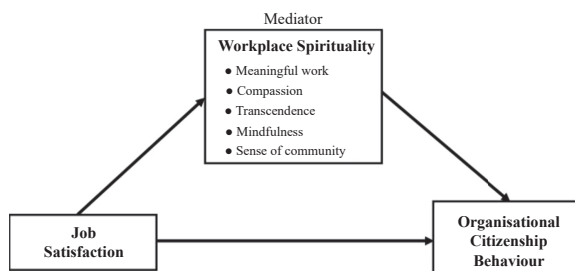 Mediator
Workplace Spirituality
● Meaningful work
● Compassion
● Transcendence
● Mindfulness
● Sense of community
Job
Satisfaction
Organisational
Citizenship
Behaviour